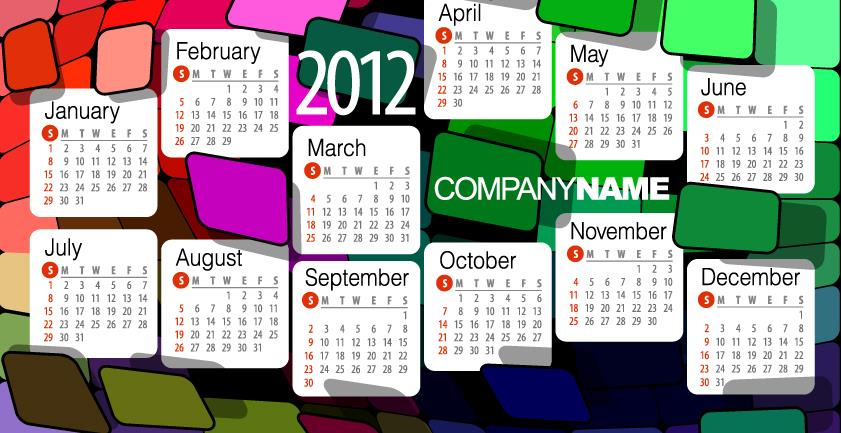 January
S M T W E F S
1 2 3 4 5 6 7
8 9 10 11 12 13 14
15 16 17 18 19 20 21
22 23 24 25 26 27 28
29 30 31
February
S M T W E F S
1 2 3 4
5 6 7 8 9 10 11
12 13 14 15 16 17 18
19 20 21 22 23 24 25
26 27 28 29
2012
March
S M T W E F S
1 2 3
4 5 6 7 8 9 10
11 12 13 14 15 16 17
18 19 20 21 22 23 24
25 26 27 28 29 30 31
April
S M T W E F S
1 2 3 4 5 6 7
8 9 10 11 12 13 14
15 16 17 18 19 20 21
22 23 24 25 26 27 28
29 30
May
S M T W E F S
1 2 3 4 5
6 7 8 9 10 11 12
13 14 15 16 17 18 19
20 21 22 23 24 25 26
27 28 29 30 31
June
S M T W E F S
1 2
3 4 5 6 7 8 9
10 11 12 13 14 15 16
17 18 19 20 21 22 23
24 25 26 27 28 29 30
COMPANYNAME
July
S M T W E F S
1 2 3 4 5 6 7
8 9 10 11 12 13 14
15 16 17 18 19 20 21
22 23 24 25 26 27 28
29 30 31
August
S M T W E F S
1 2 3 4
5 6 7 8 9 10 11
12 13 14 15 16 17 18
19 20 21 22 23 24 25
26 27 28 29 30 31
September
S M T W E F S
1
2 3 4 5 6 7 8
9 10 11 12 13 14 15
16 17 18 19 20 21 22
23 24 25 26 27 28 29
30
October
S M T W E F S
1 2 3 4 5 6
7 8 9 10 11 12 13
14 15 16 17 18 19 20
21 22 23 24 25 26 27
28 29 30 31
November
S M T W E F S
1 2 3
4 5 6 7 8 9 10
11 12 13 14 15 16 17
18 19 20 21 22 23 24
25 26 27 28 29 30
December
S M T W E F S
1
2 3 4 5 6 7 8
9 10 11 12 13 14 15
16 17 18 19 20 21 22
23 24 25 26 27 28 29
30 31